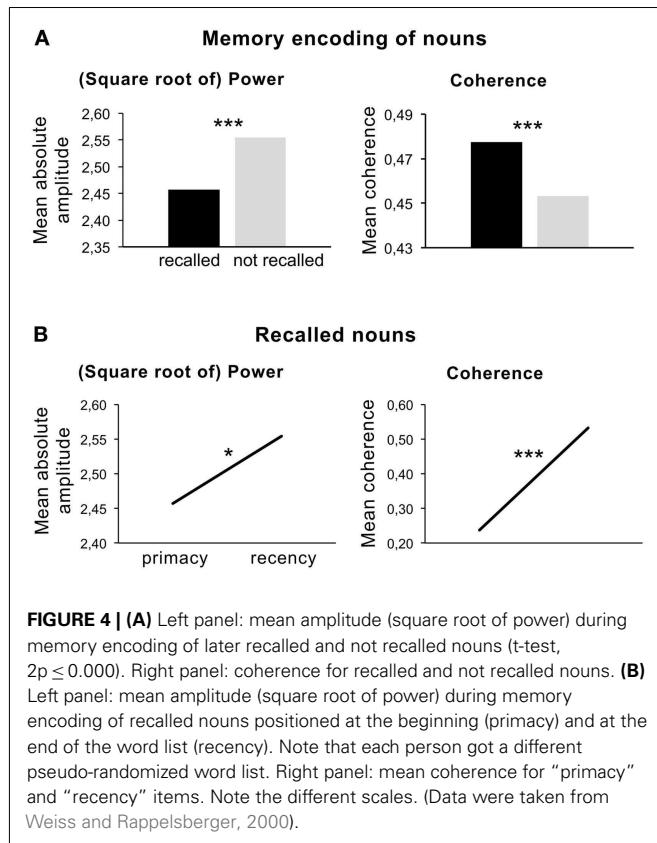 A Memory encoding of nouns
(Square root of) Power
Coherence
Mean absolute
amplitude
2,60
2,55
2,50
2,45
2,40
2,35
***
recalled not recalled
Mean coherence
0,49
0,47
0,45
0,43
***
B Recalled nouns
(Square root of) Power
Coherence
Mean absolute
amplitude
2,60
2,55
2,45
2,40
*
primacy recency
Mean coherence
0,60
0,50
0,40
0,30
0,20
***
FIGURE 4 | (A) Left panel: mean amplitude (square root of power) during
memory encoding of later recalled and not recalled nouns (t-test,
2p ≤ 0.000). Right panel: coherence for recalled and not recalled nouns. (B)
Left panel: mean amplitude (square root of power) during memory
encoding of recalled nouns positioned at the beginning (primacy) and at the
end of the word list (recency). Note that each person got a different
pseudo-randomized word list. Right panel: mean coherence for “primacy”
and “recency” items. Note the different scales. (Data were taken from
Weiss and Rappelsberger, 2000).